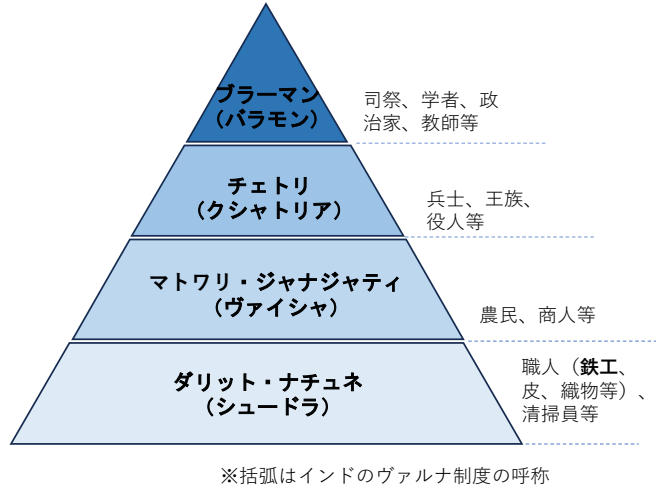 ブラーマン
（バラモン）
司祭、学者、政
治家、教師等
チェトリ
（クシャトリア）
兵士、王族、
役人等
マトワリ・ジャナジャティ
（ヴァイシャ）
農民、商人等
ダリット・ナチュネ
（シュードラ）
職人（鉄工、
皮、織物等）、
清掃員等
※括弧はインドのヴァルナ制度の呼称